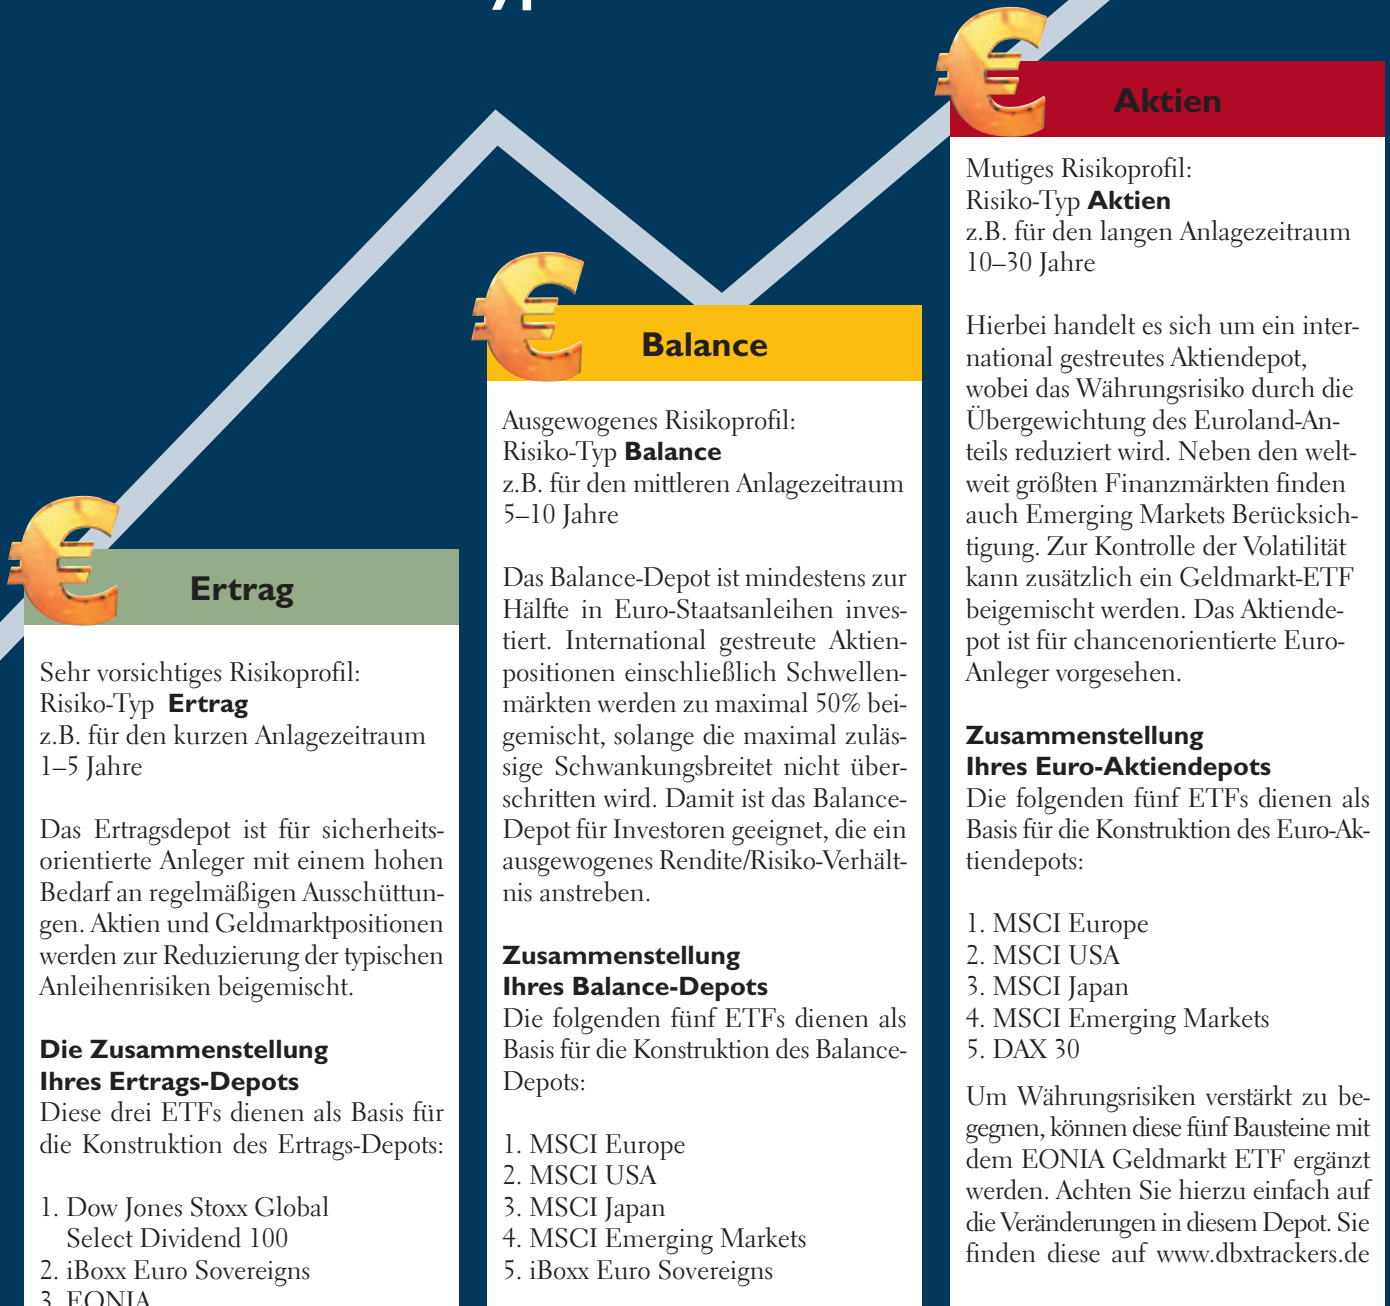 Ertrag
Sehr vorsichtiges Risikoprofil:
Risiko-Typ Ertrag
z.B. für den kurzen Anlagezeitraum
1–5 Jahre
Das Ertragsdepot ist für sicherheits-
orientierte Anleger mit einem hohen
Bedarf an regelmäßigen Ausschüttun-
gen. Aktien und Geldmarktpositionen
werden zur Reduzierung der typischen
Anleihenrisiken beigemischt.
Die Zusammenstellung
Ihres Ertrags-Depots
Diese drei ETFs dienen als Basis für
die Konstruktion des Ertrags-Depots:
1. Dow Jones Stoxx Global
Select Dividend 100
2. iBoxx Euro Sovereigns
3. EONIA
Balance
Ausgewogenes Risikoprofil:
Risiko-Typ Balance
z.B. für den mittleren Anlagezeitraum
5–10 Jahre
Das Balance-Depot ist mindestens zur
Hälfte in Euro-Staatsanleihen inves-
tiert. International gestreute Aktien-
positionen einschließlich Schwellen-
märkten werden zu maximal 50% bei-
gemischt, solange die maximal zuläs-
sige Schwankungsbreitet nicht über-
schritten wird. Damit ist das Balance-
Depot für Investoren geeignet, die ein
ausgewogenes Rendite/Risiko-Verhält-
nis anstreben.
Zusammenstellung
Ihres Balance-Depots
Die folgenden fünf ETFs dienen als
Basis für die Konstruktion des Balance-
Depots:
1. MSCI Europe
2. MSCI USA
3. MSCI Japan
4. MSCI Emerging Markets
5. iBoxx Euro Sovereigns
Aktien
Mutiges Risikoprofil:
Risiko-Typ Aktien
z.B. für den langen Anlagezeitraum
10–30 Jahre
Hierbei handelt es sich um ein inter-
national gestreutes Aktiendepot,
wobei das Währungsrisiko durch die
Übergewichtung des Euroland-An-
teils reduziert wird. Neben den welt-
weit größten Finanzmärkten finden
auch Emerging Markets Berücksich-
tigung. Zur Kontrolle der Volatilität
kann zusätzlich ein Geldmarkt-ETF
beigemischt werden. Das Aktiende-
pot ist für chancenorientierte Euro-
Anleger vorgesehen.
Zusammenstellung
Ihres Euro-Aktiendepots
Die folgenden fünf ETFs dienen als
Basis für die Konstruktion des Euro-Ak-
tiendepots:
1. MSCI Europe
2. MSCI USA
3. MSCI Japan
4. MSCI Emerging Markets
5. DAX 30
Um Währungsrisiken verstärkt zu be-
gegnen, können diese fünf Bausteine mit
dem EONIA Geldmarkt ETF ergänzt
werden. Achten Sie hierzu einfach auf
die Veränderungen in diesem Depot. Sie
finden diese auf www.dbxtrackers.de